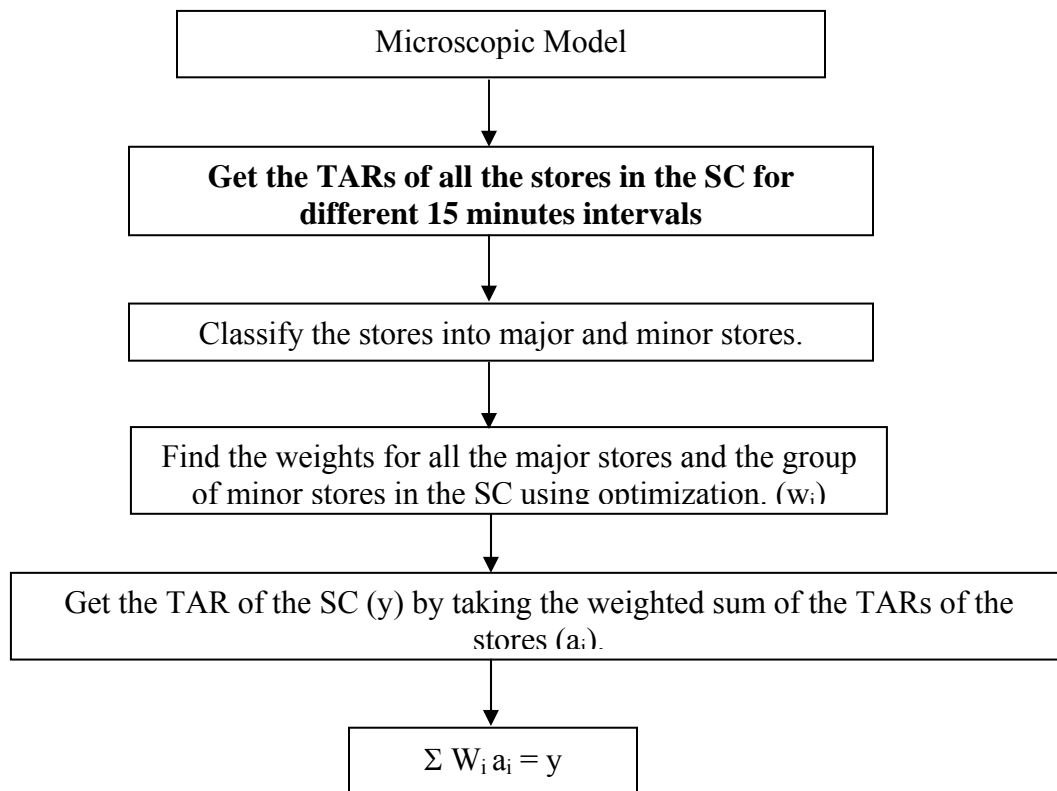 Microscopic Model
Get the TARs of all the stores in the SC for
different 15 minutes intervals
Classify the stores into major and minor stores.
Find the weights for all the major stores and the group
of minor stores in the SC using optimization. (wᵢ)
Get the TAR of the SC (y) by taking the weighted sum of the TARs of the
stores (aᵢ).
Σ Wᵢ aᵢ = y